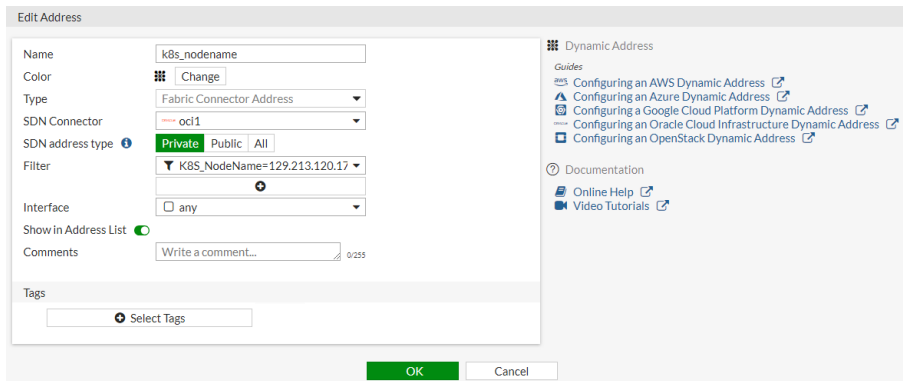 Edit Address
Name k8s_nodename
Color Change
Type Fabric Connector Address
SDN Connector oci1
SDN address type Private Public All
Filter K8S_NodeName=129.213.120.17
Interface any
Show in Address List
Comments Write a comment... 0/255
Tags
Select Tags
Dynamic Address
Guides
aws Configuring an AWS Dynamic Address
Configuring an Azure Dynamic Address
Configuring a Google Cloud Platform Dynamic Address
Configuring an Oracle Cloud Infrastructure Dynamic Address
Configuring an OpenStack Dynamic Address
Documentation
Online Help
Video Tutorials
OK Cancel